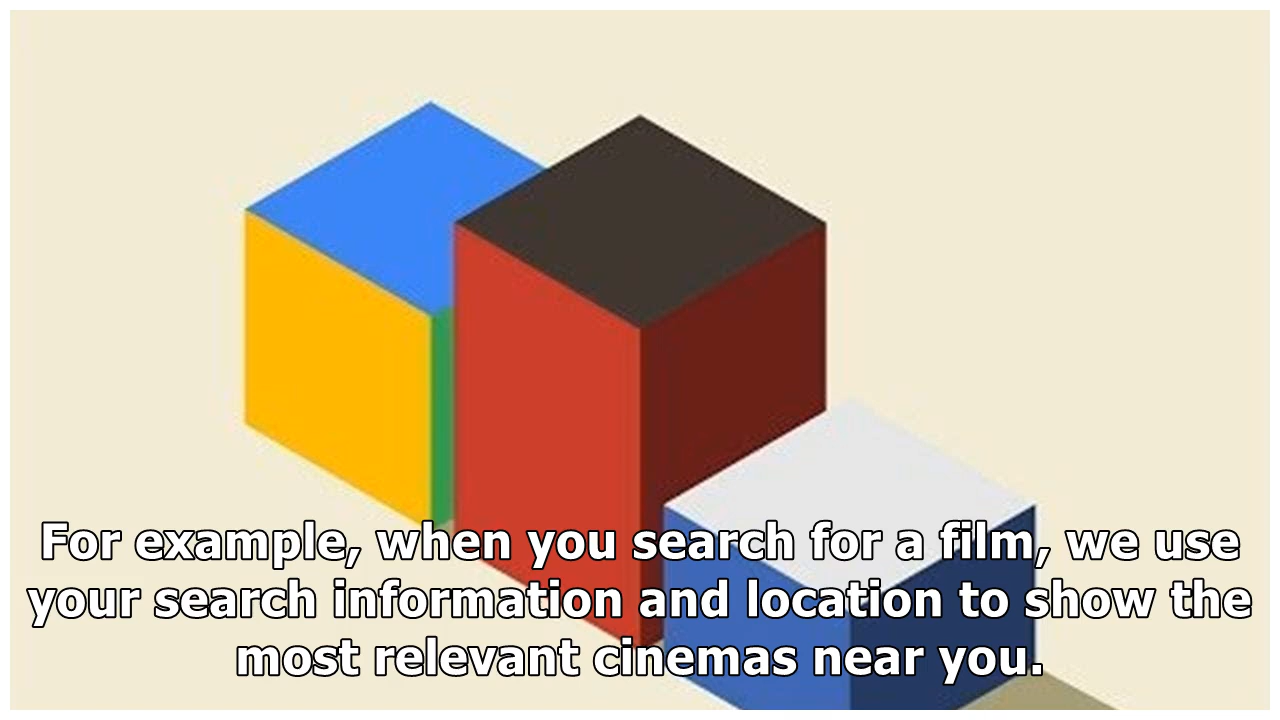 For example, when you search for a film, we use
your search information and location to show the
most relevant cinemas near you.